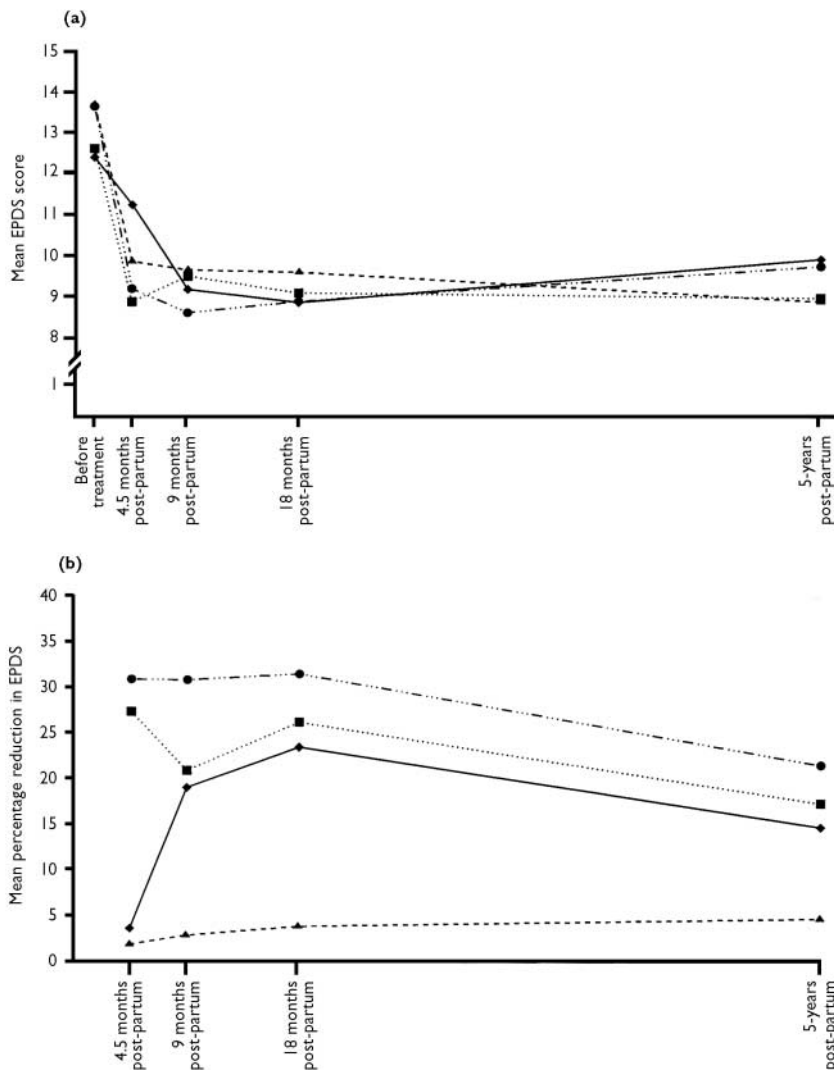 (a)
15
14
13
12
11
10
9
8
1
Mean EPDS score
Before
treatment
4.5 months
post-partum
9 months
post-partum
18 months
post-partum
5-years
post-partum
(b)
40
35
30
25
20
15
10
5
0
Mean percentage reduction in EPDS
4.5 months
post-partum
9 months
post-partum
18 months
post-partum
5-years
post-partum